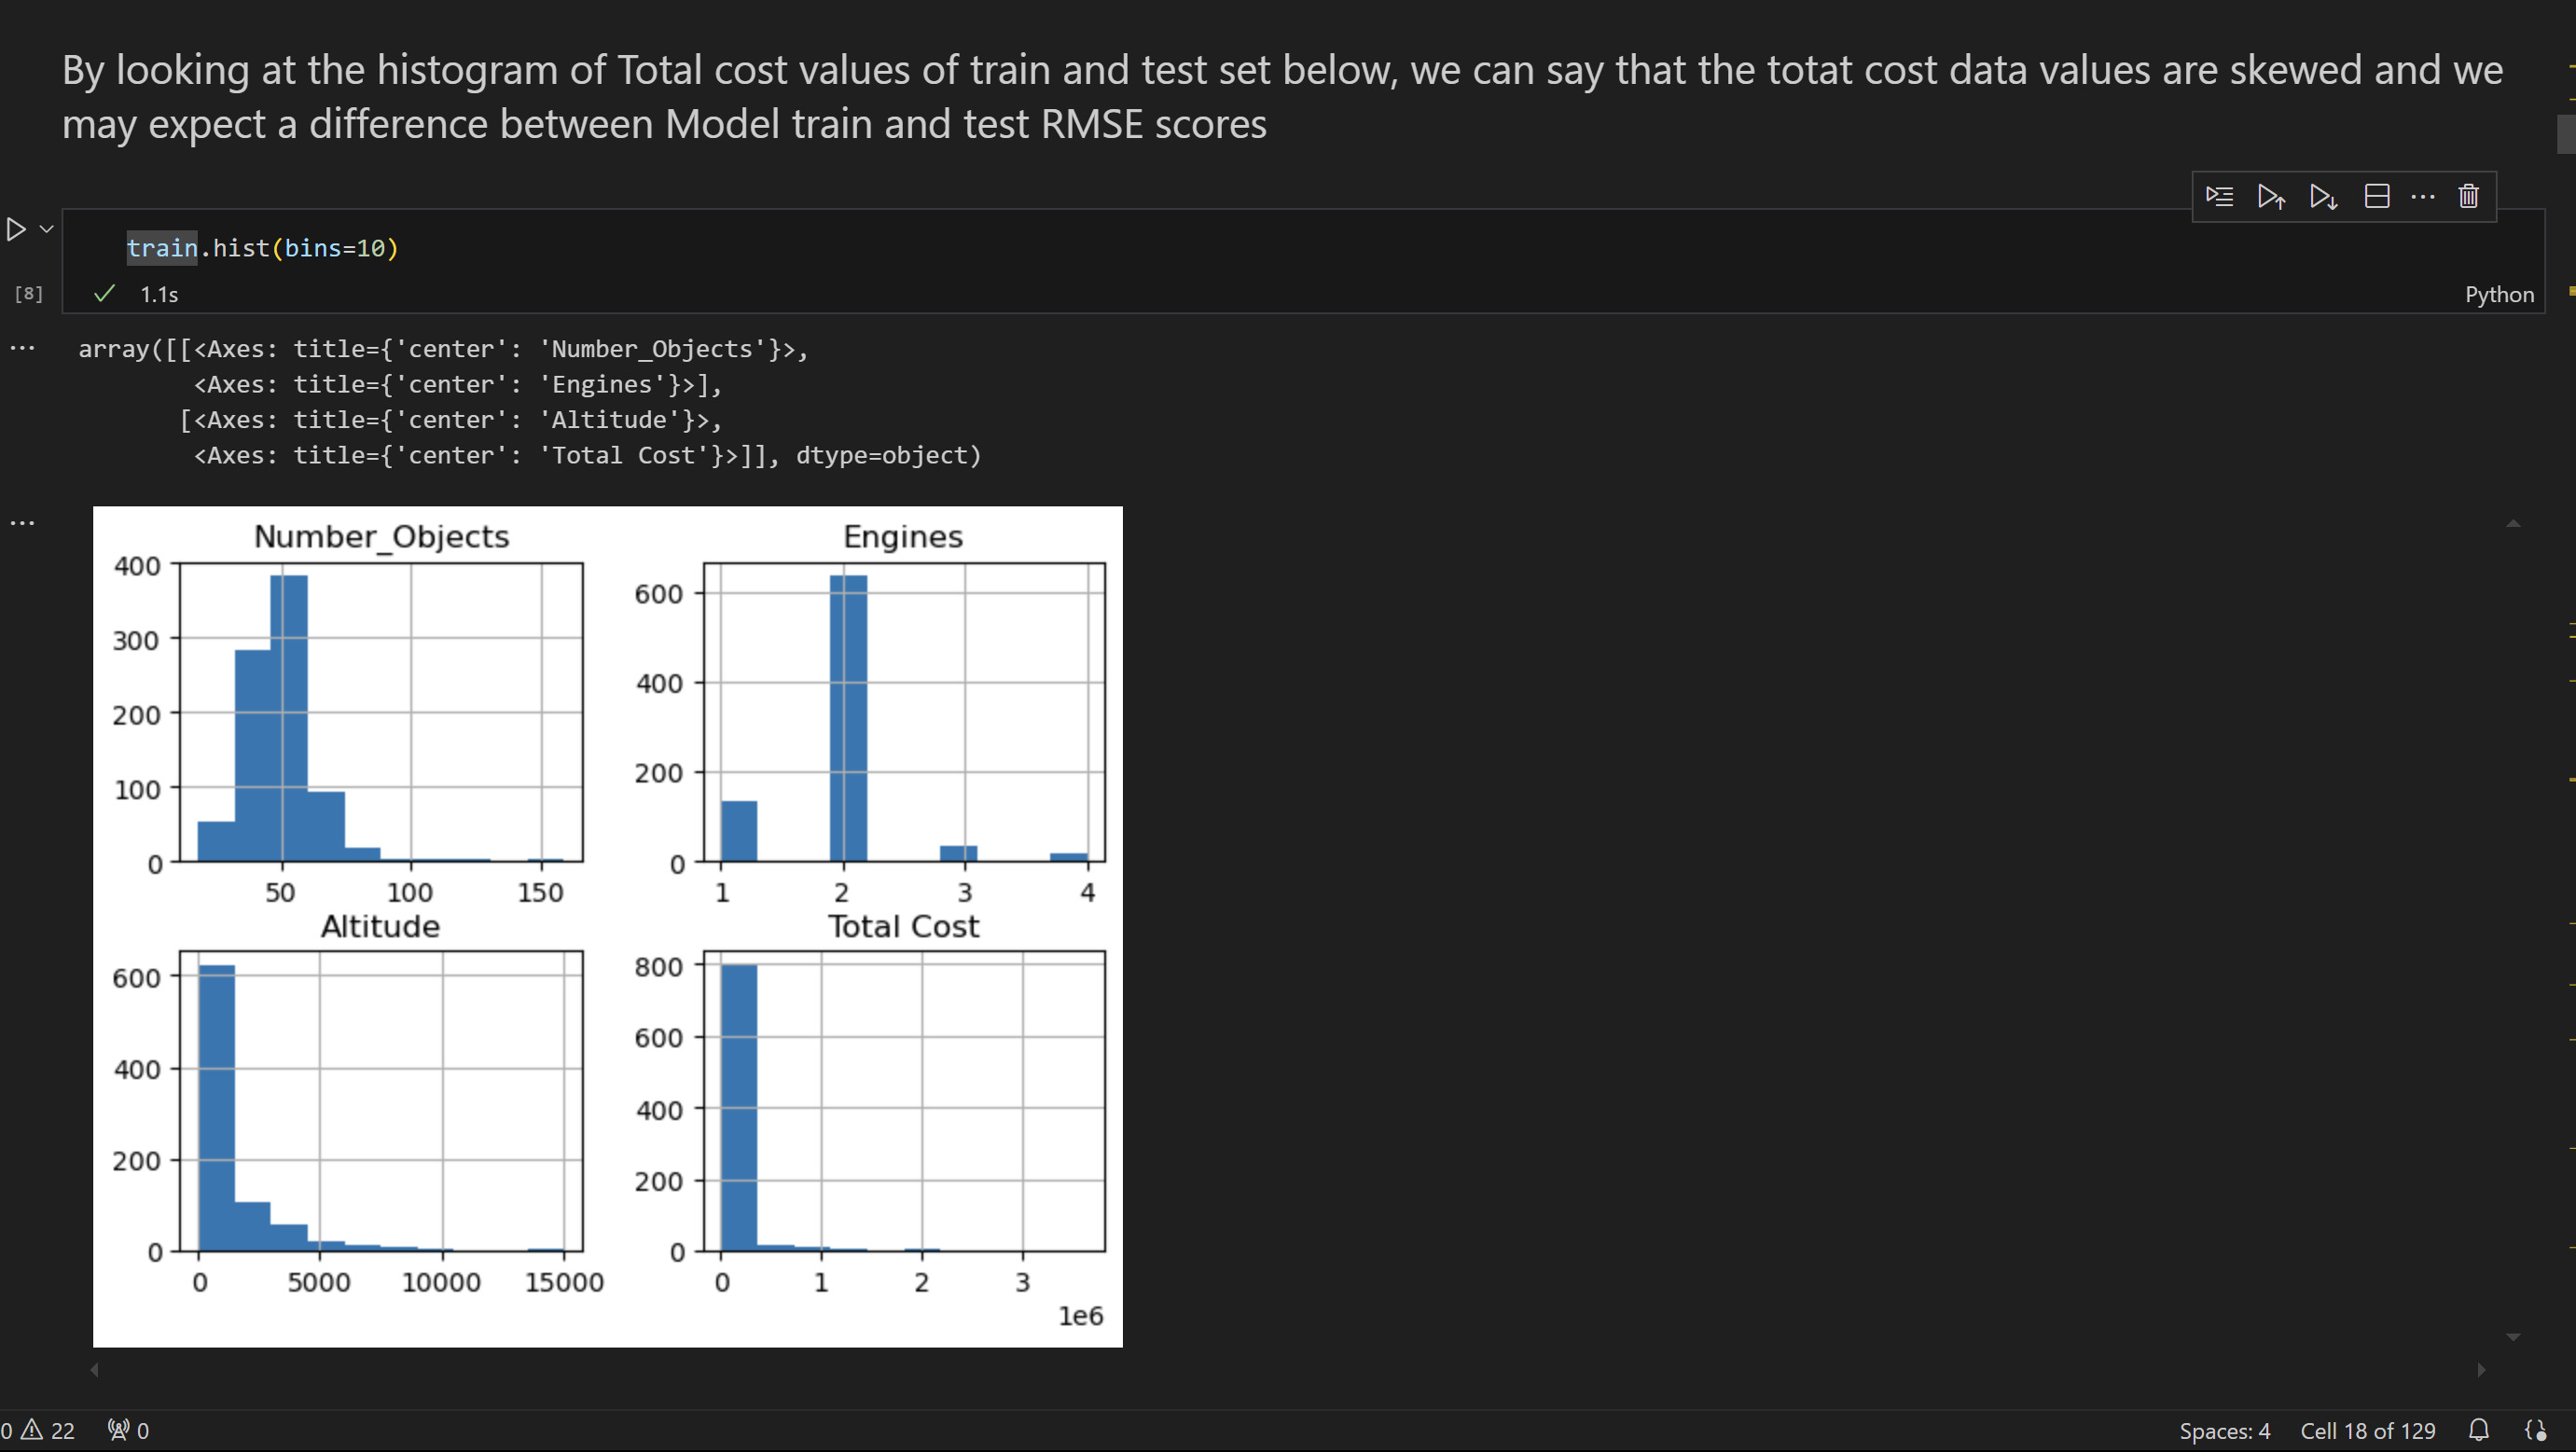 By looking at the histogram of Total cost values of train and test set below, we can say that the totat cost data values are skewed and we
may expect a difference between Model train and test RMSE scores
train.hist(bins=10)
[8]
1.1s
Python
array([[<Axes: title={'center': 'Number_Objects'}>,
<Axes: title={'center': 'Engines'}>],
[<Axes: title={'center': 'Altitude'}>,
<Axes: title={'center': 'Total Cost'}>]], dtype=object)
Number_Objects
400
300
200
100
0
50 100 150
Engines
600
400
200
0
1 2 3 4
Altitude
600
400
200
0
0 5000 10000 15000
Total Cost
800
600
400
200
0
0 1 2 3
1e6
0 22 0
Spaces: 4 Cell 18 of 129